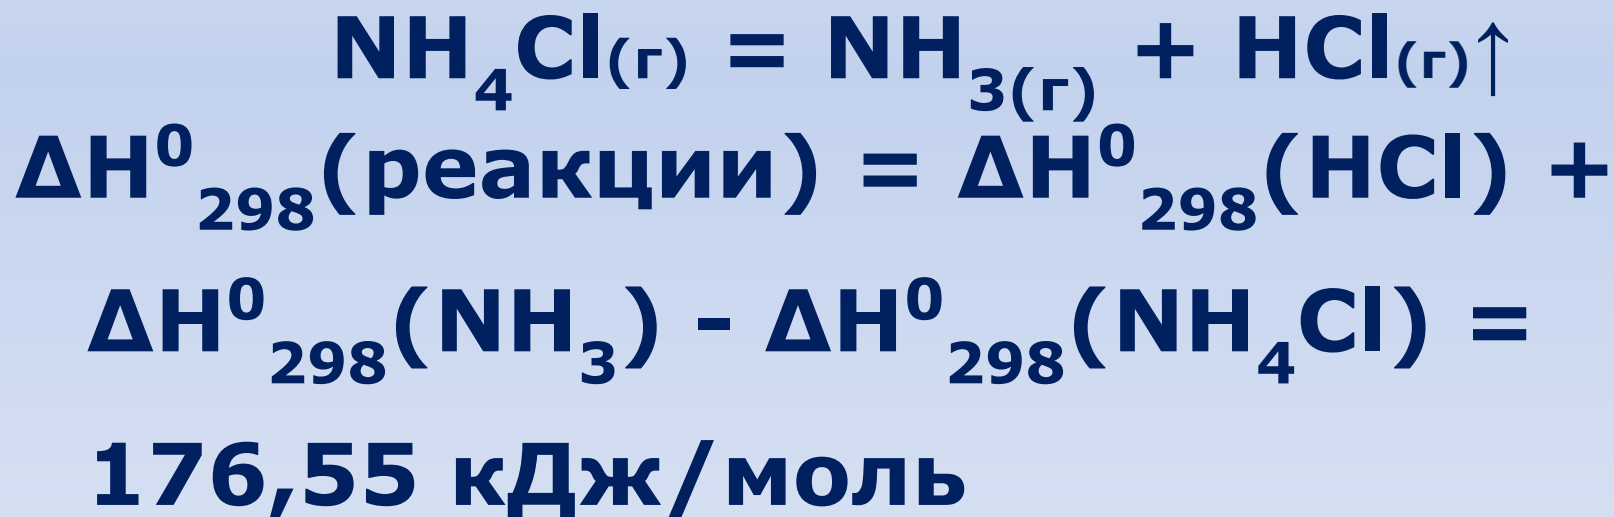 NH₄Cl(г) = NH₃(г) + HCl(г)↑
ΔH⁰₂₉₈(реакции) = ΔH⁰₂₉₈(HCl) +
ΔH⁰₂₉₈(NH₃) - ΔH⁰₂₉₈(NH₄Cl) =
176,55 кДж/моль